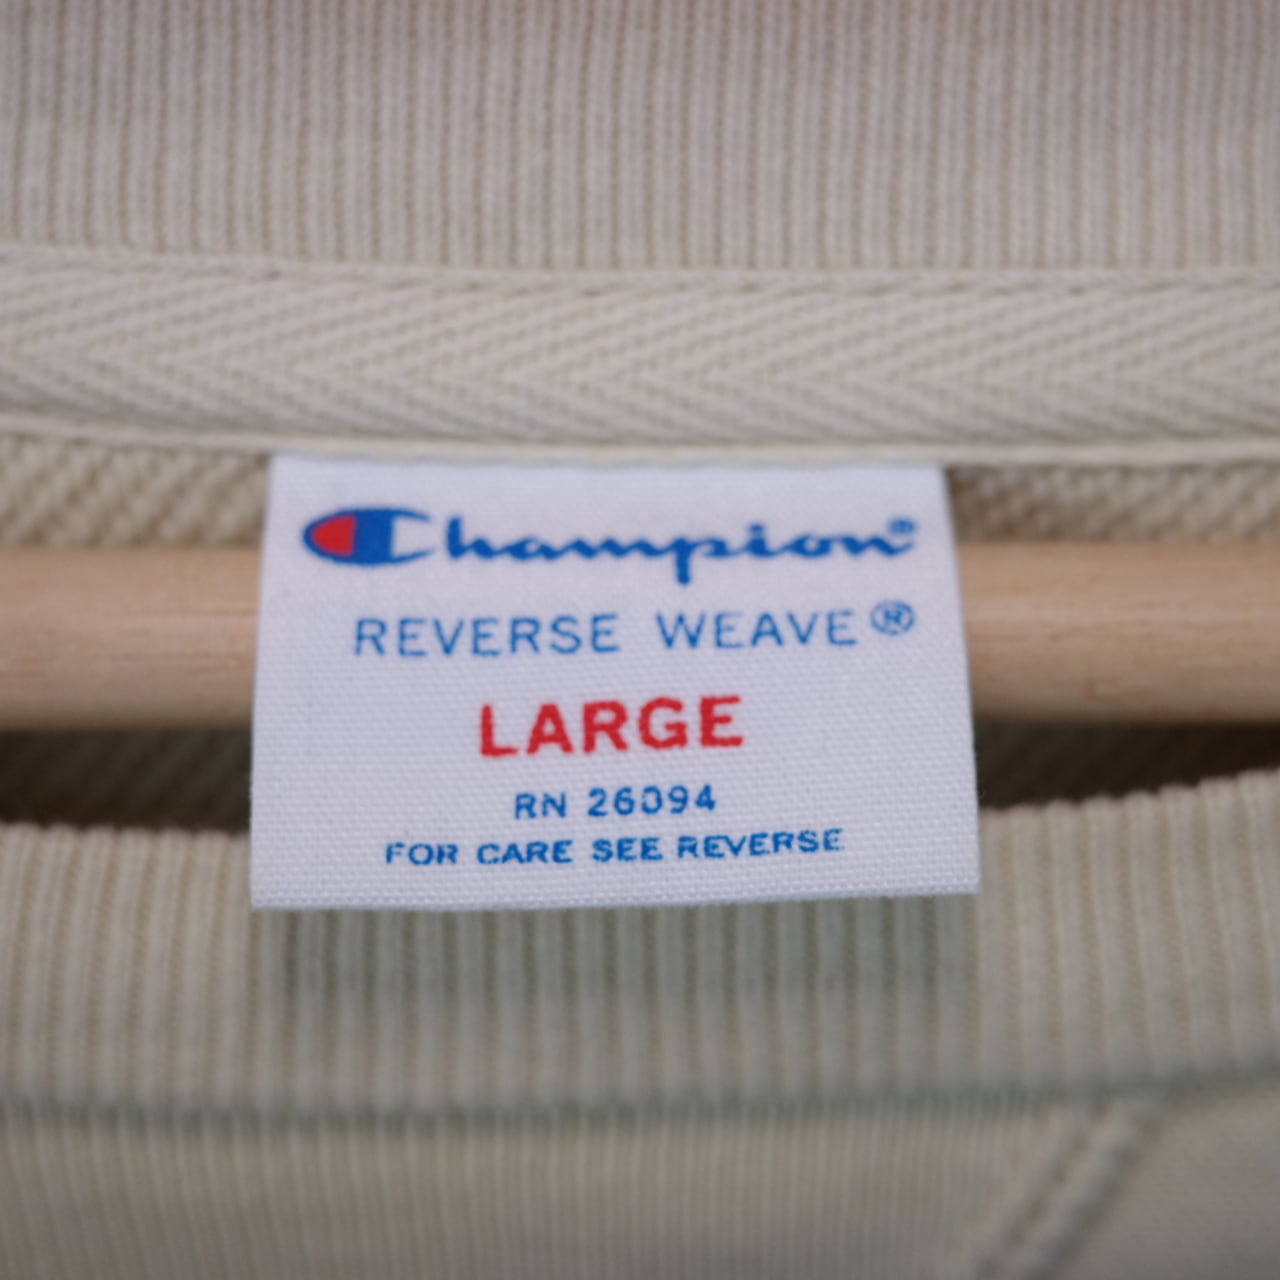 Champion®
REVERSE WEAVE®
LARGE
RN 26094
FOR CARE SEE REVERSE